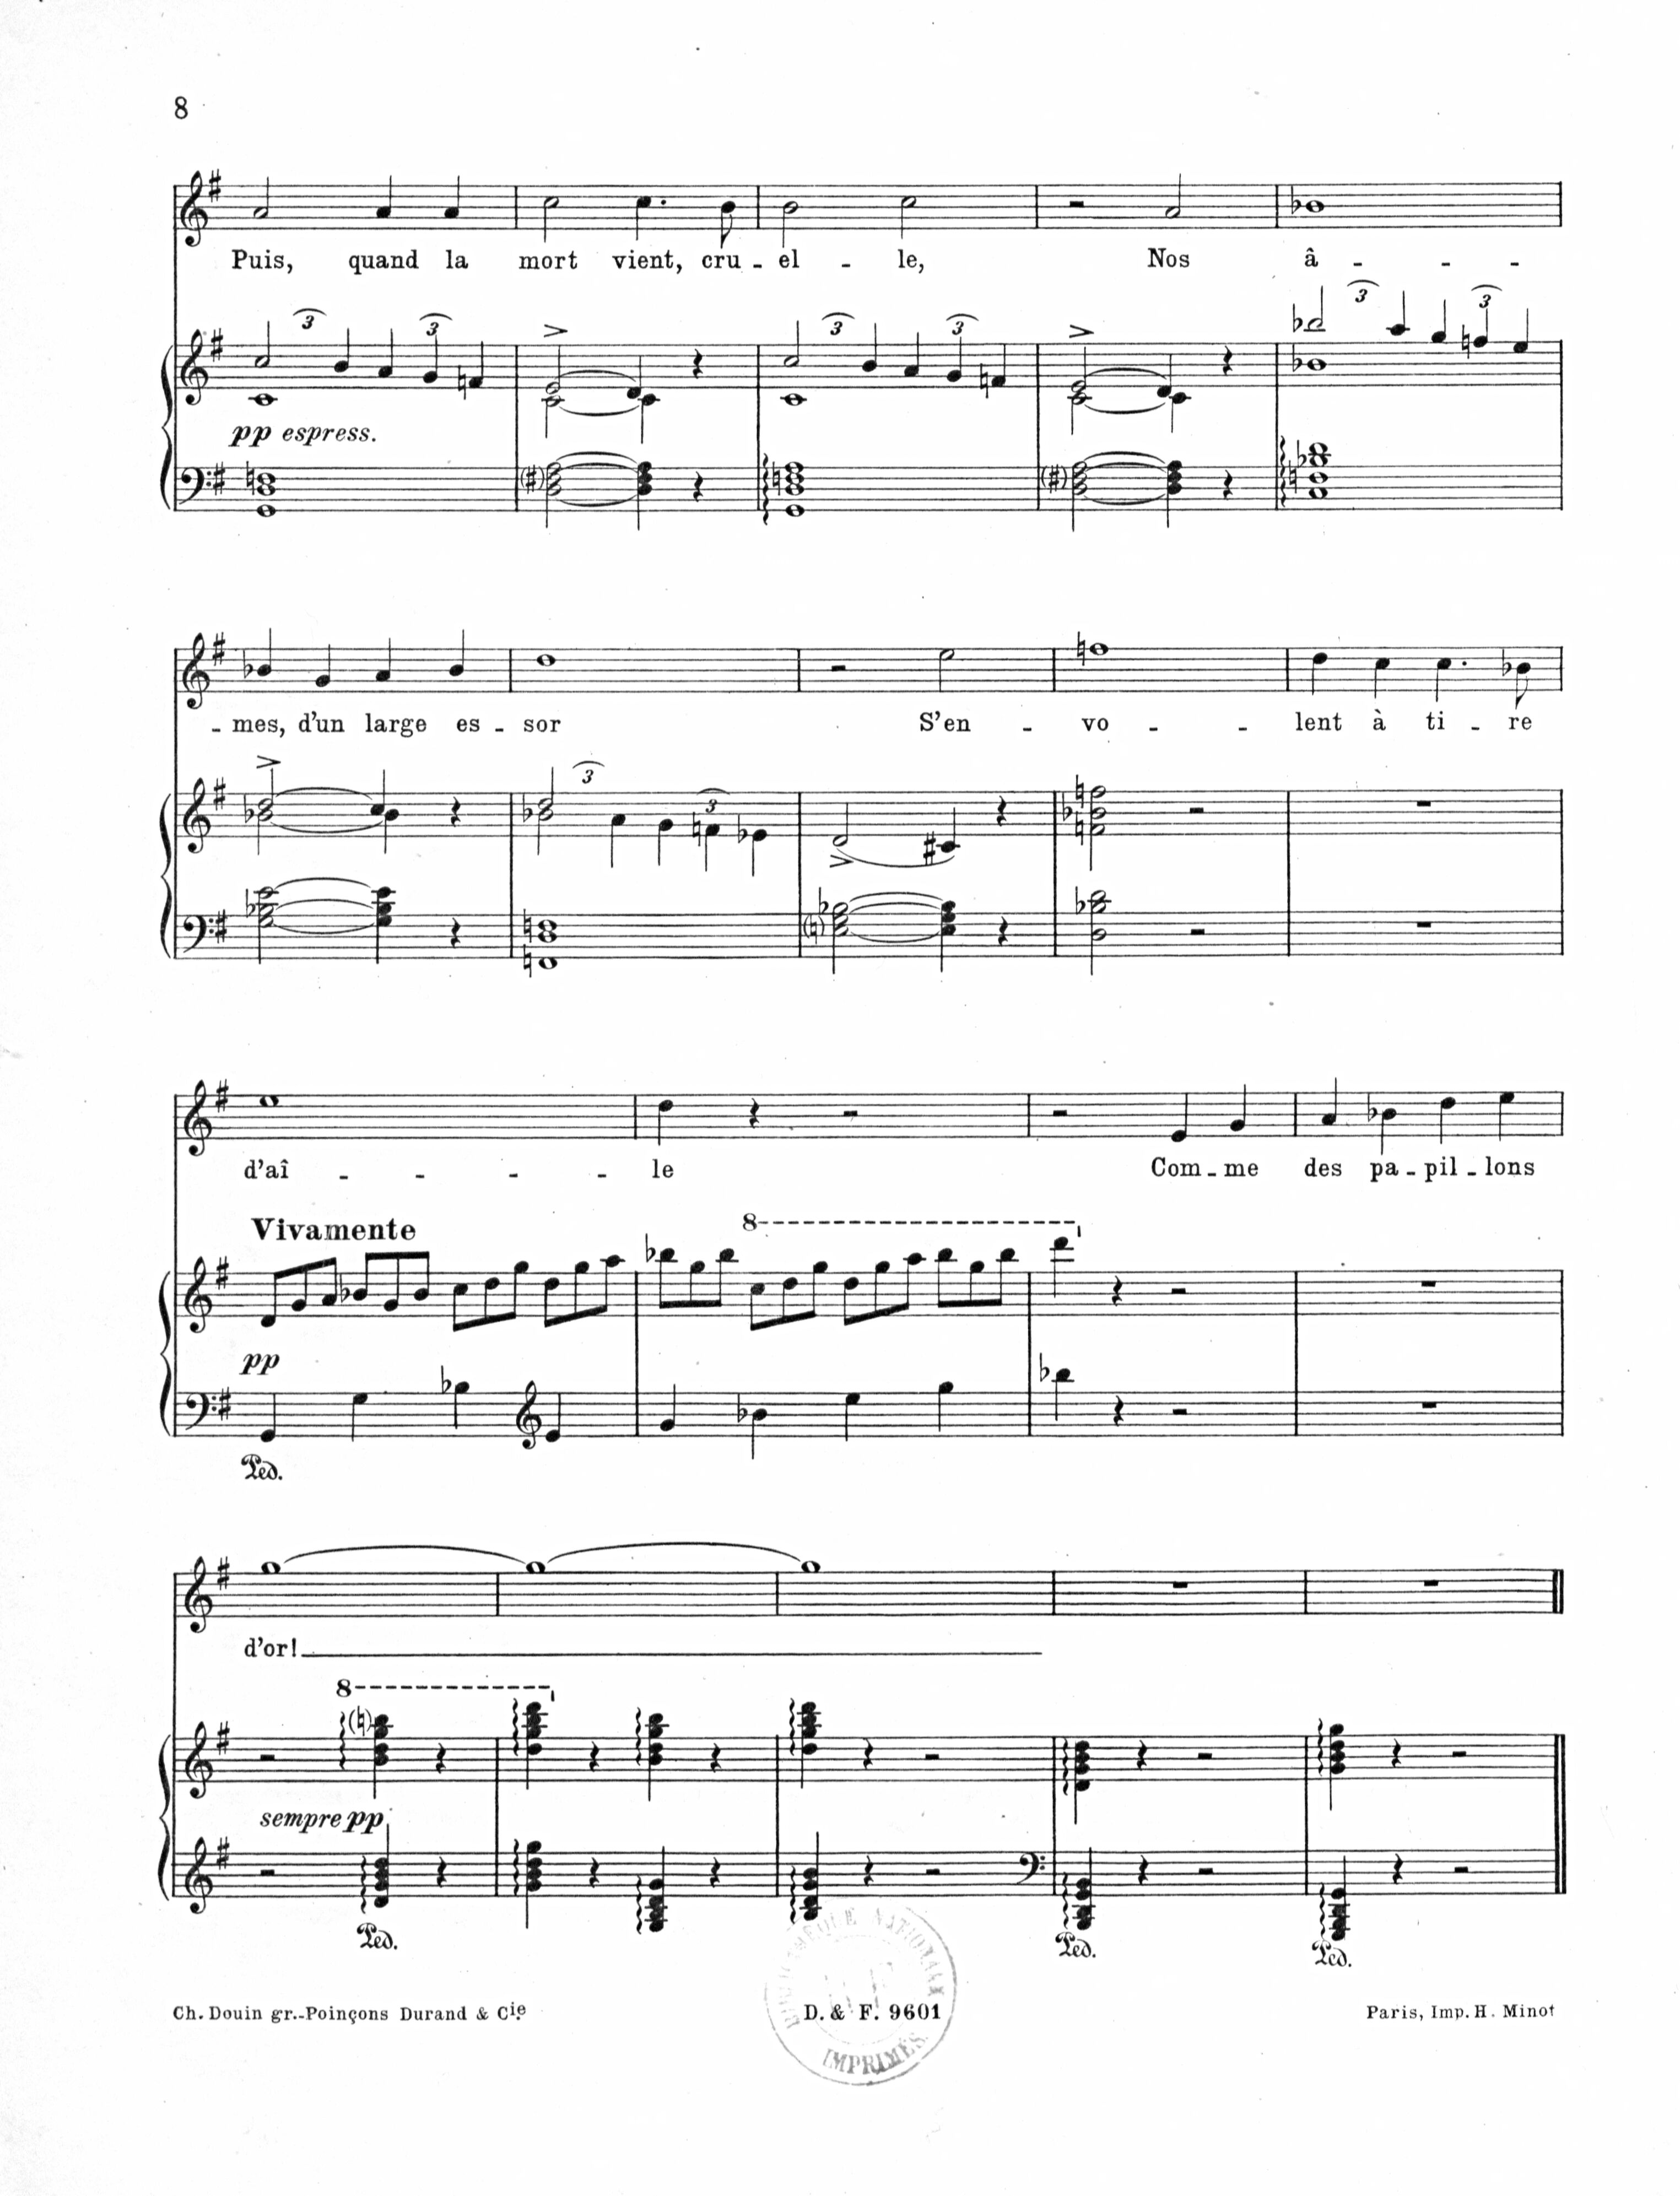 8
Puis, quand la mort vient, cru - el - le, Nos â - - - -
3 3 3 3 3 3
pp espress.
- mes, d'un large es - sor S'en - vo - - lent à ti - re
3 3
d'aî - - - - le Com - me des pa - pil - lons
Vivamente 8
pp
Ped.
d'or!
8
sempre pp
Ped. Ped. Ped.
Ch. Douin gr. - Poinçons Durand & Cie. D. & F. 9601 Paris, Imp. H. Minot
IMPRIMÉS